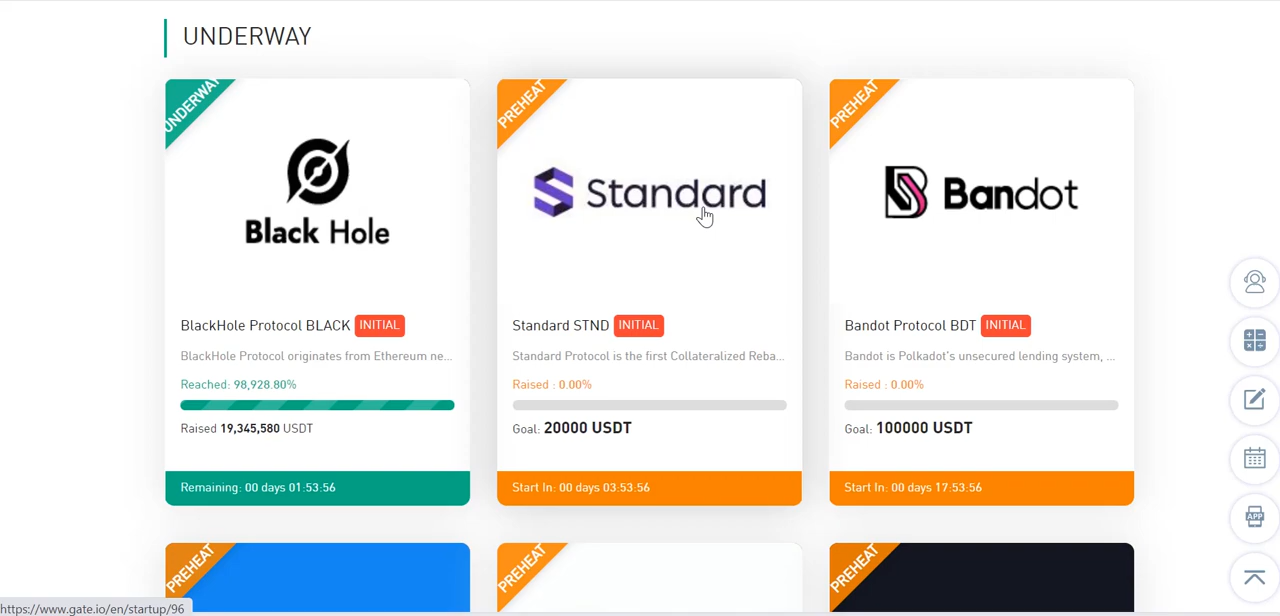 UNDERWAY
UNDERWAY
Black Hole
BlackHole Protocol BLACK INITIAL
BlackHole Protocol originates from Ethereum ne...
Reached: 98,928.80%
Raised 19,345,580 USDT
Remaining: 00 days 01:53:56
PREHEAT
Standard
Standard STND INITIAL
Standard Protocol is the first Collateralized Reba...
Raised : 0.00%
Goal: 20000 USDT
Start In: 00 days 03:53:56
PREHEAT
Bandot
Bandot Protocol BDT INITIAL
Bandot is Polkadot's unsecured lending system, ...
Raised : 0.00%
Goal: 100000 USDT
Start In: 00 days 17:53:56
PREHEAT
PREHEAT
PREHEAT
APP
https://www.gate.io/en/startup/96